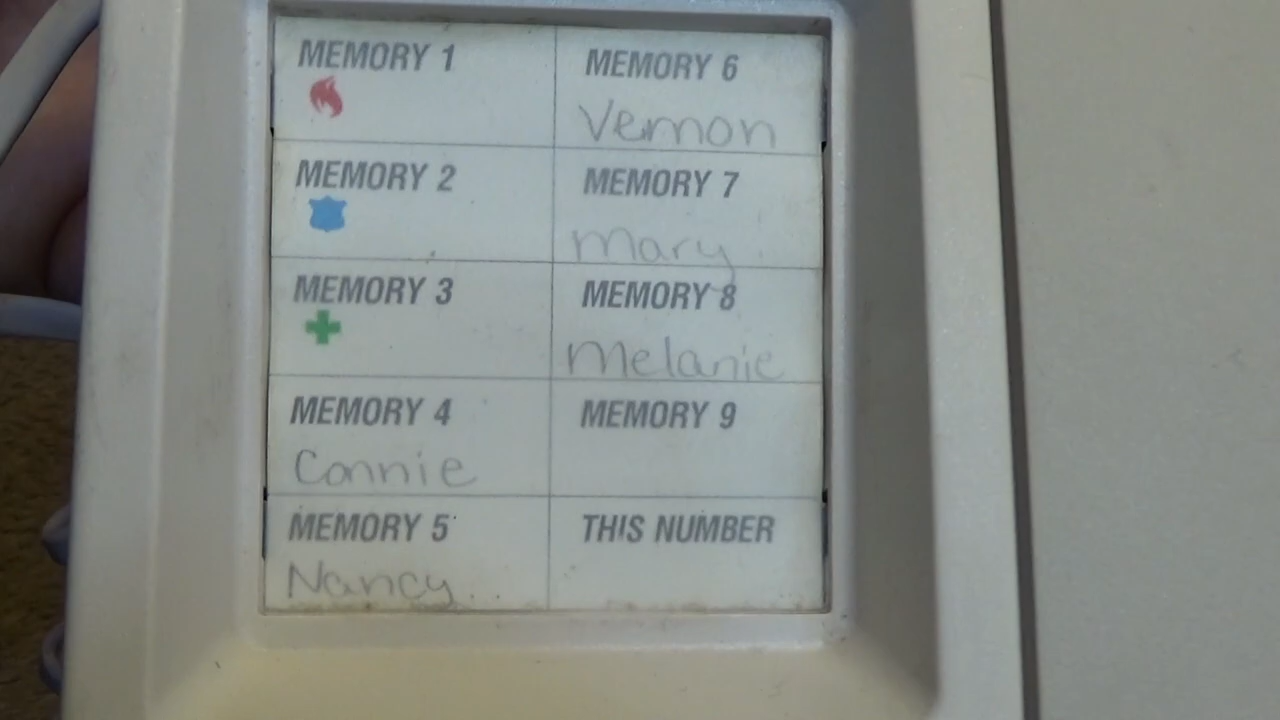 MEMORY 1
MEMORY 6
Vernon
MEMORY 2
MEMORY 7
Mary
MEMORY 3
MEMORY 8
Melanie
MEMORY 4
Connie
MEMORY 9
MEMORY 5
Nancy
THIS NUMBER